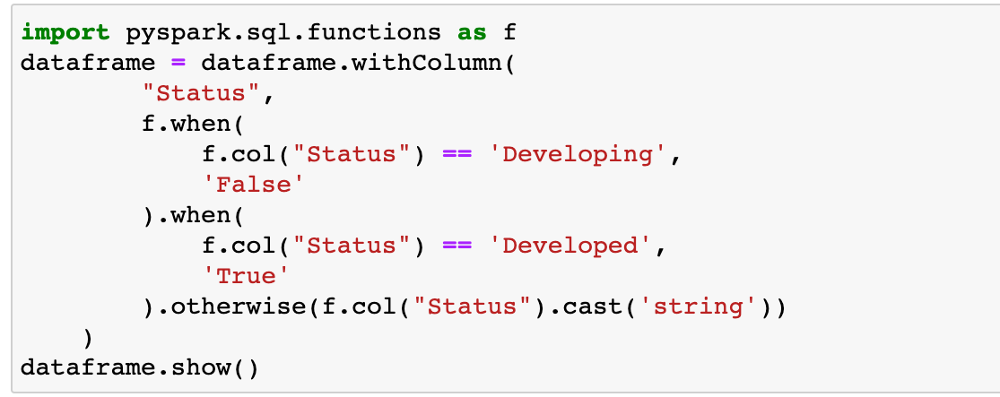 import pyspark.sql.functions as f
dataframe = dataframe.withColumn(
        "Status",
        f.when(
            f.col("Status") == 'Developing',
            'False'
        ).when(
            f.col("Status") == 'Developed',
            'True'
        ).otherwise(f.col("Status").cast('string'))
    )
dataframe.show()